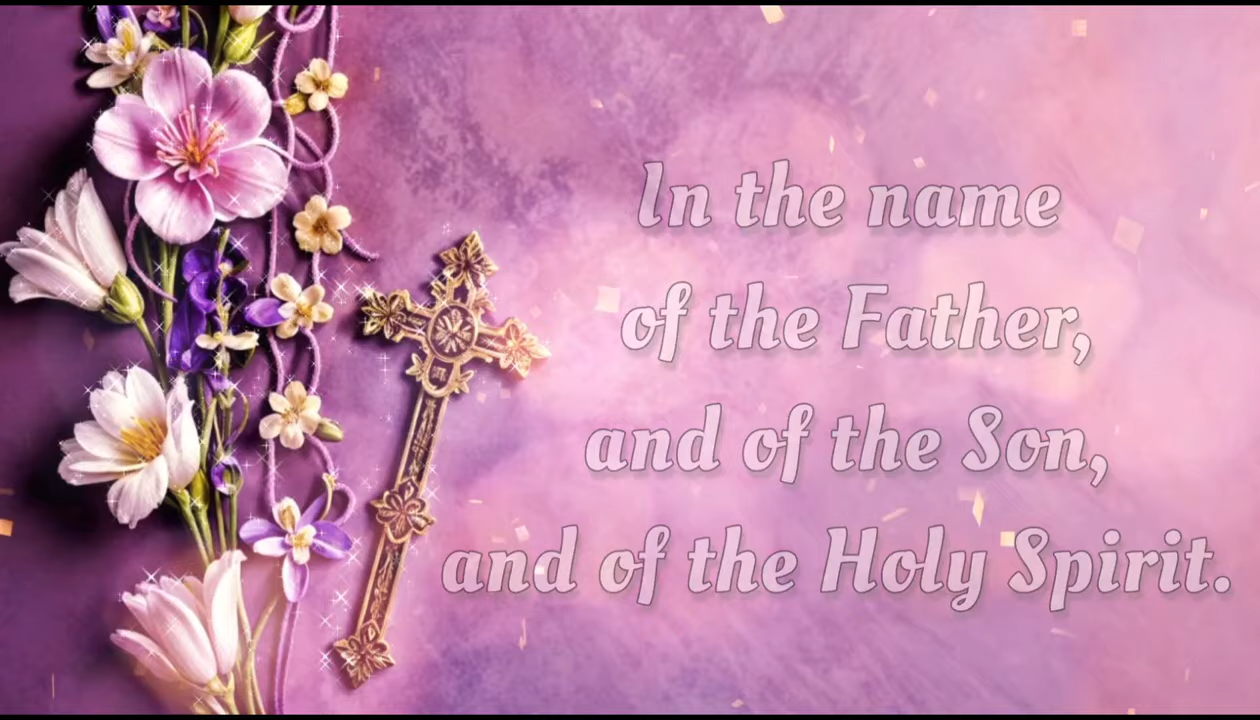 In the name
of the Father,
and of the Son,
and of the Holy Spirit.